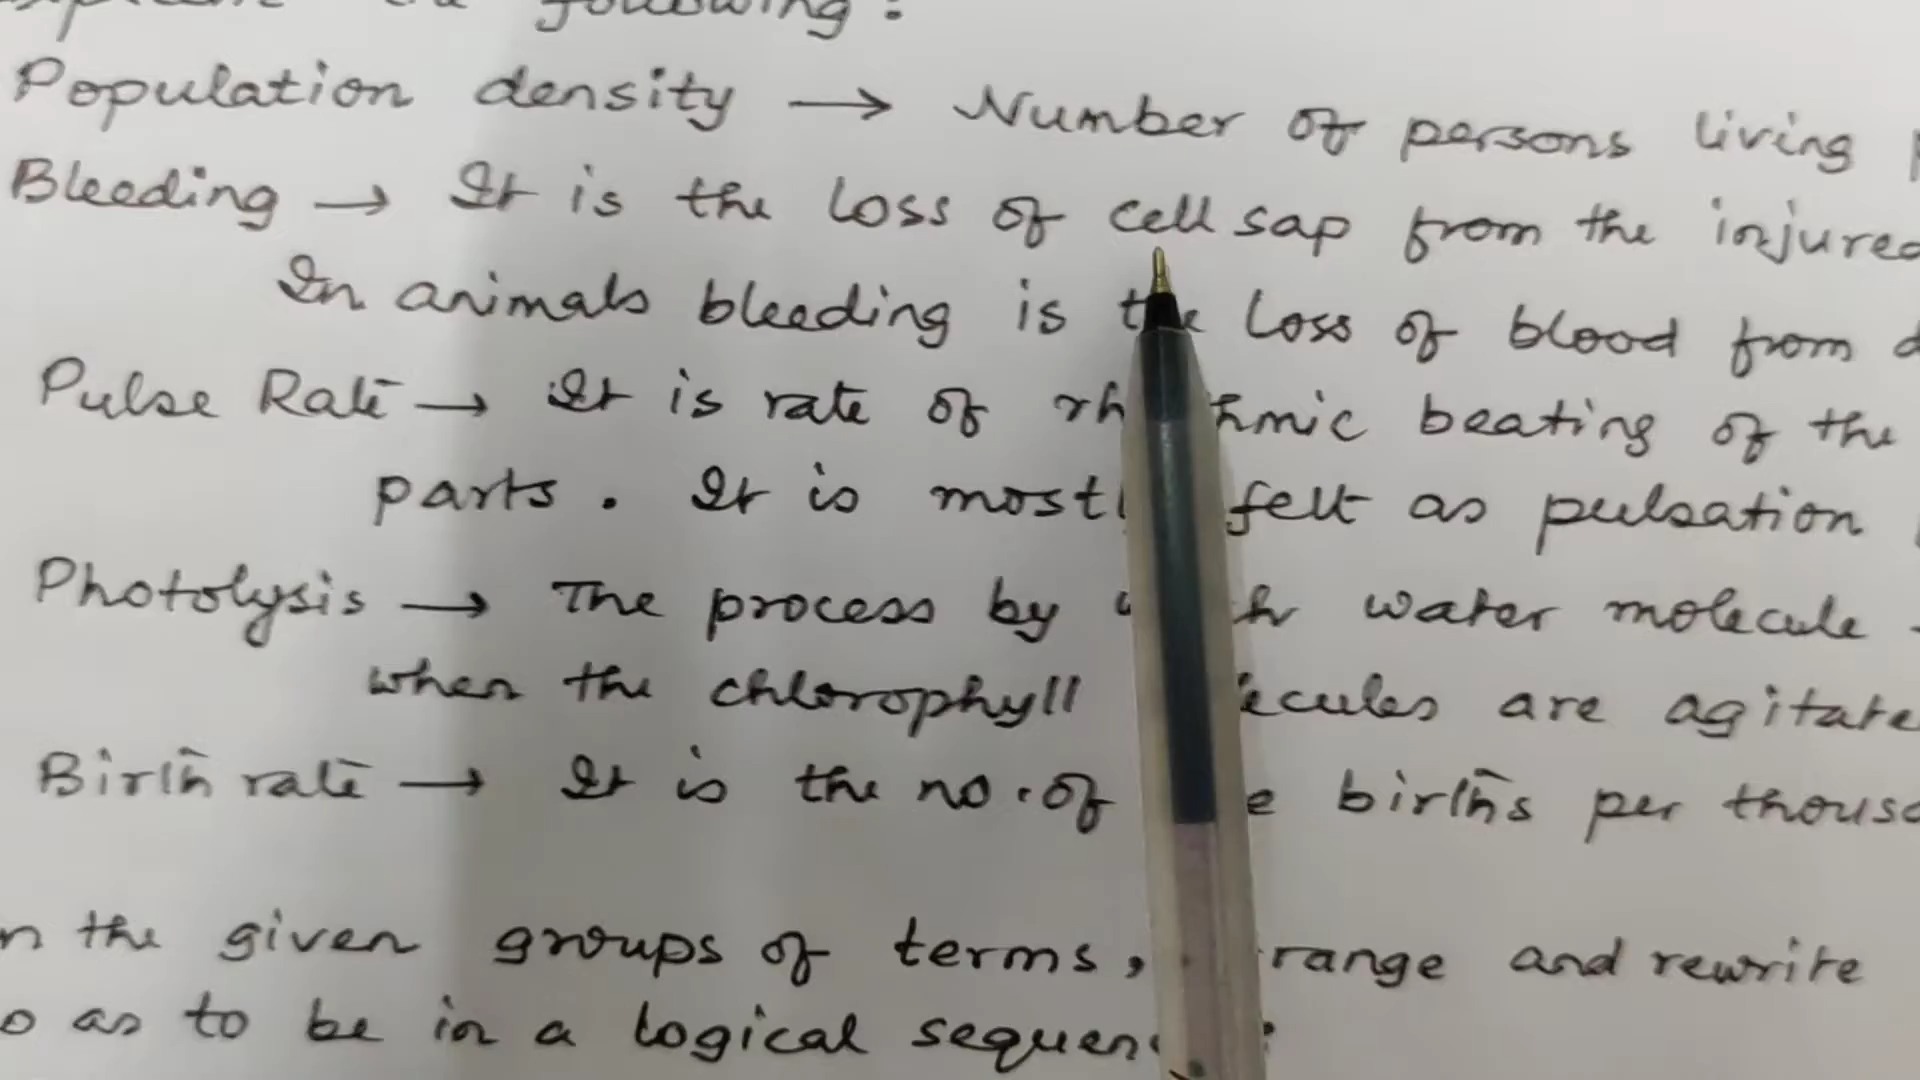 following:
Population density → Number of persons living
Bleeding → It is the loss of cell sap from the injured
In animals bleeding is the loss of blood from
Pulse Rate → It is rate of rhythmic beating of the
parts. It is mostly felt as pulsation
Photolysis → The process by which water molecule
when the chlorophyll molecules are agitated
Birth rate → It is the no. of live births per
in the given groups of terms, arrange and rewrite
so as to be in a logical sequence: